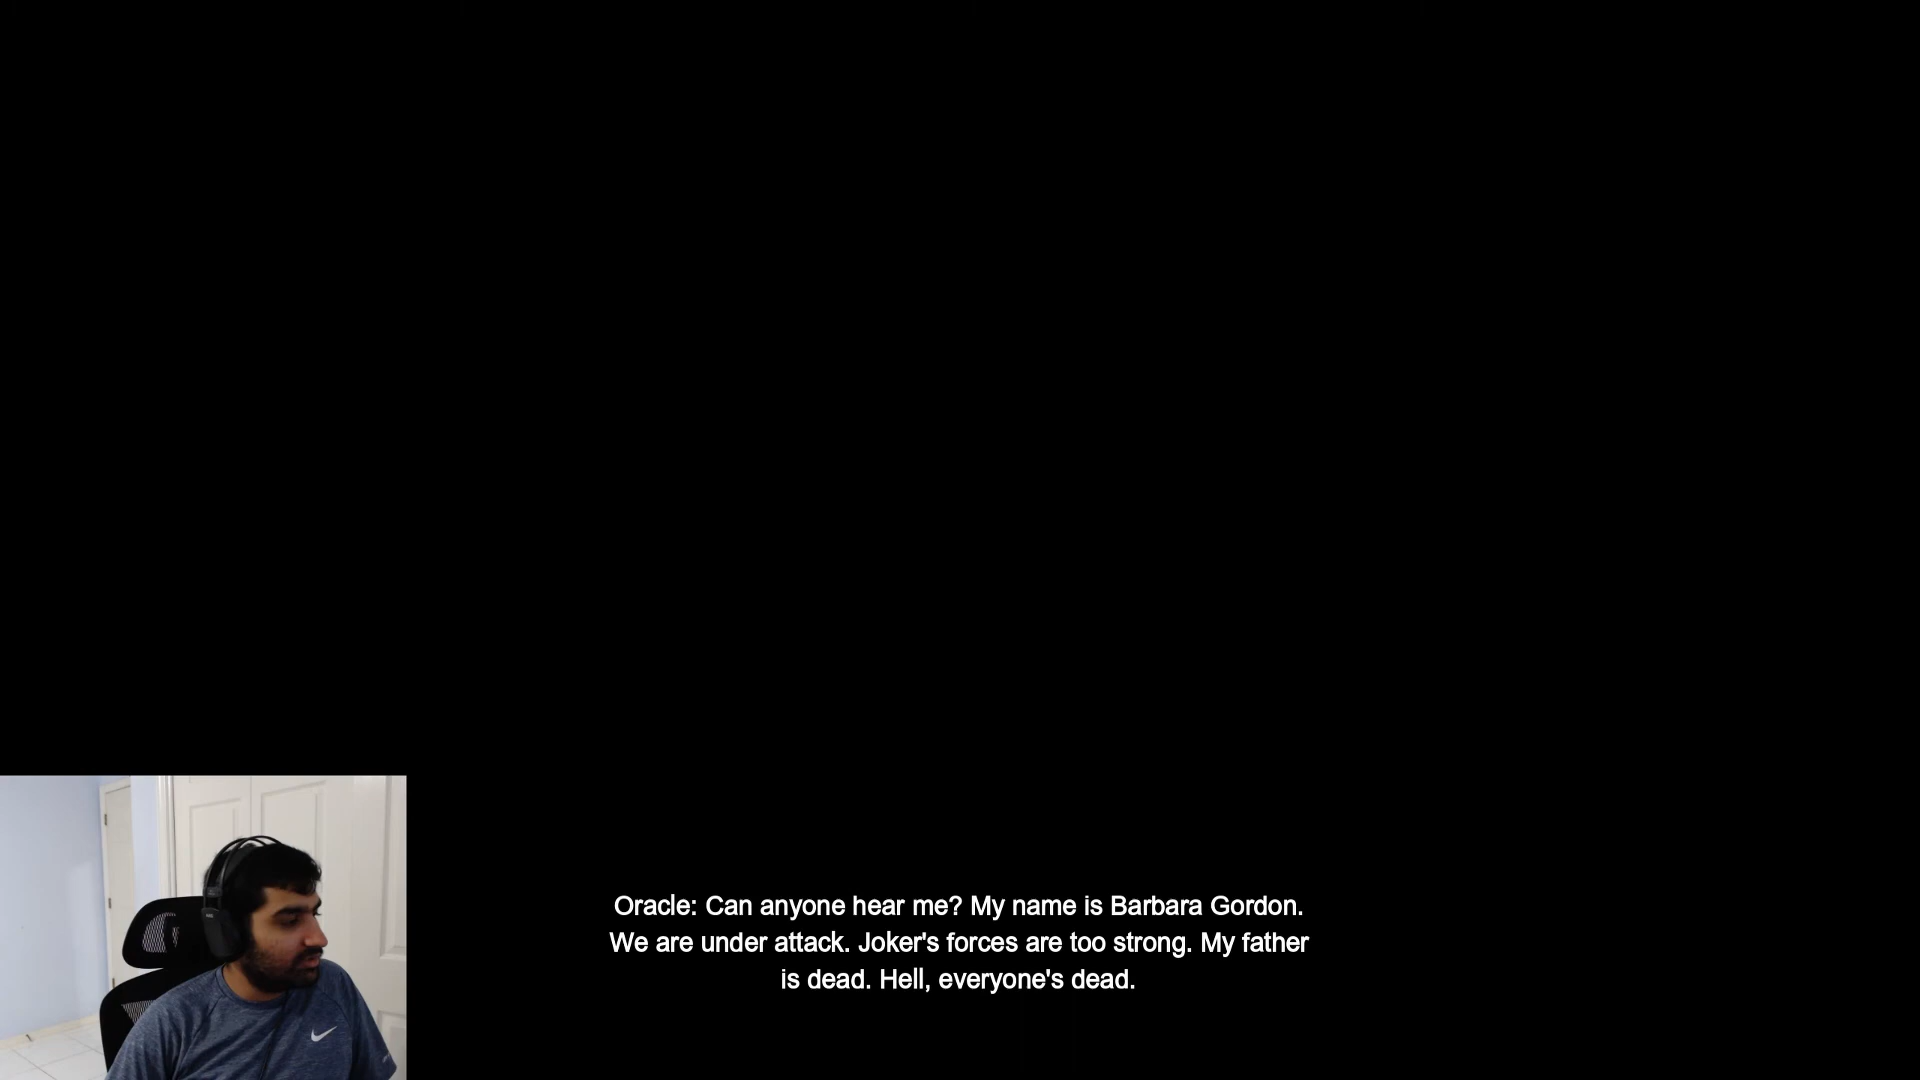 Oracle: Can anyone hear me? My name is Barbara Gordon.
We are under attack. Joker's forces are too strong. My father
is dead. Hell, everyone's dead.